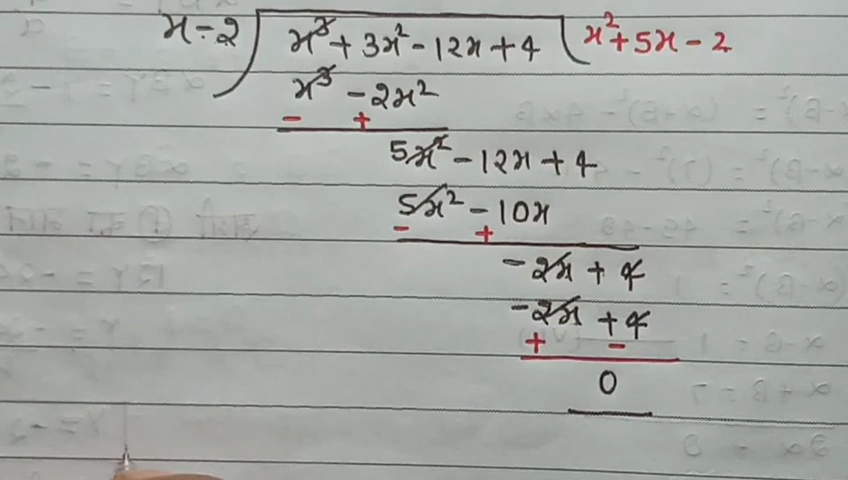 x - 2 ) x³ + 3x² - 12x + 4 ( x² + 5x - 2
x³ - 2x²
- +
5x² - 12x + 4
5x² - 10x
- +
-2x + 4
-2x + 4
+ -
0